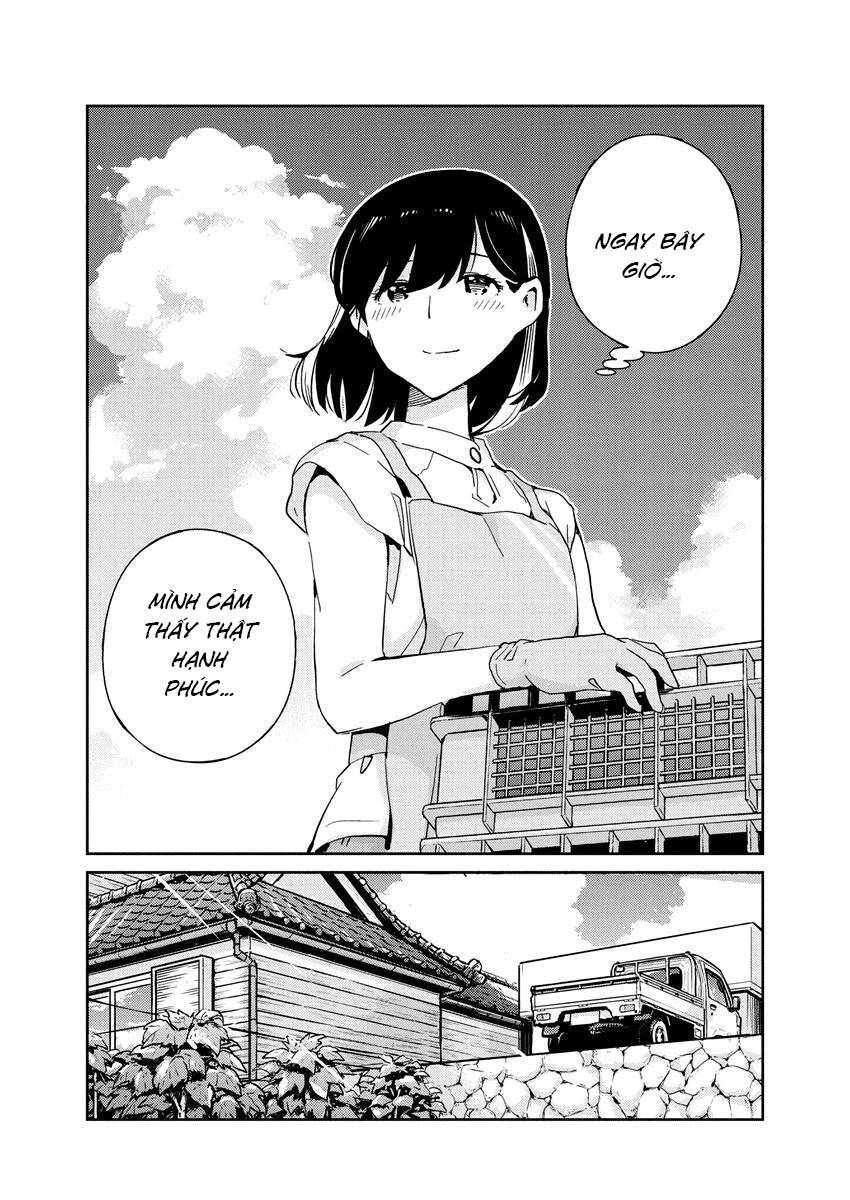 NGAY BÂY
GIỜ...
MÌNH CẢM
THẤY THẬT
HẠNH
PHÚC...